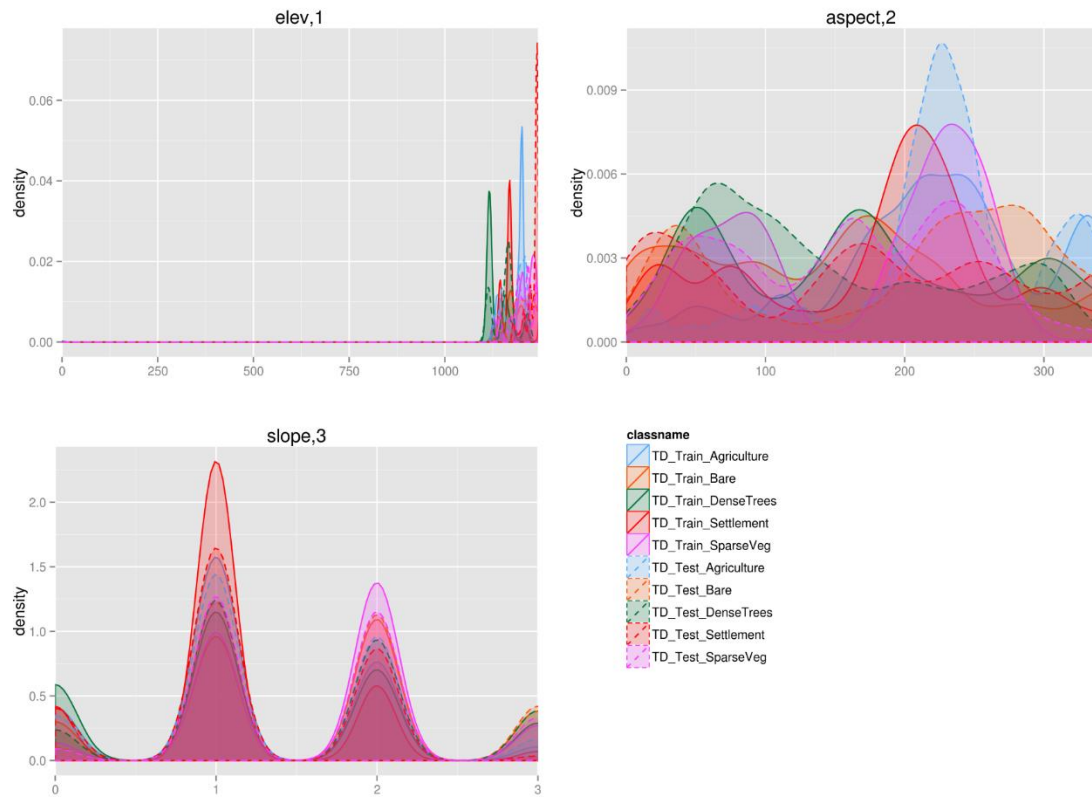 elev,1
density
0.06
0.04
0.02
0.00
0 250 500 750 1000
aspect,2
density
0.009
0.006
0.003
0.000
0 100 200 300
slope,3
density
2.0
1.5
1.0
0.5
0.0
0 1 2 3
classname
TD_Train_Agriculture
TD_Train_Bare
TD_Train_DenseTrees
TD_Train_Settlement
TD_Train_SparseVeg
TD_Test_Agriculture
TD_Test_Bare
TD_Test_DenseTrees
TD_Test_Settlement
TD_Test_SparseVeg